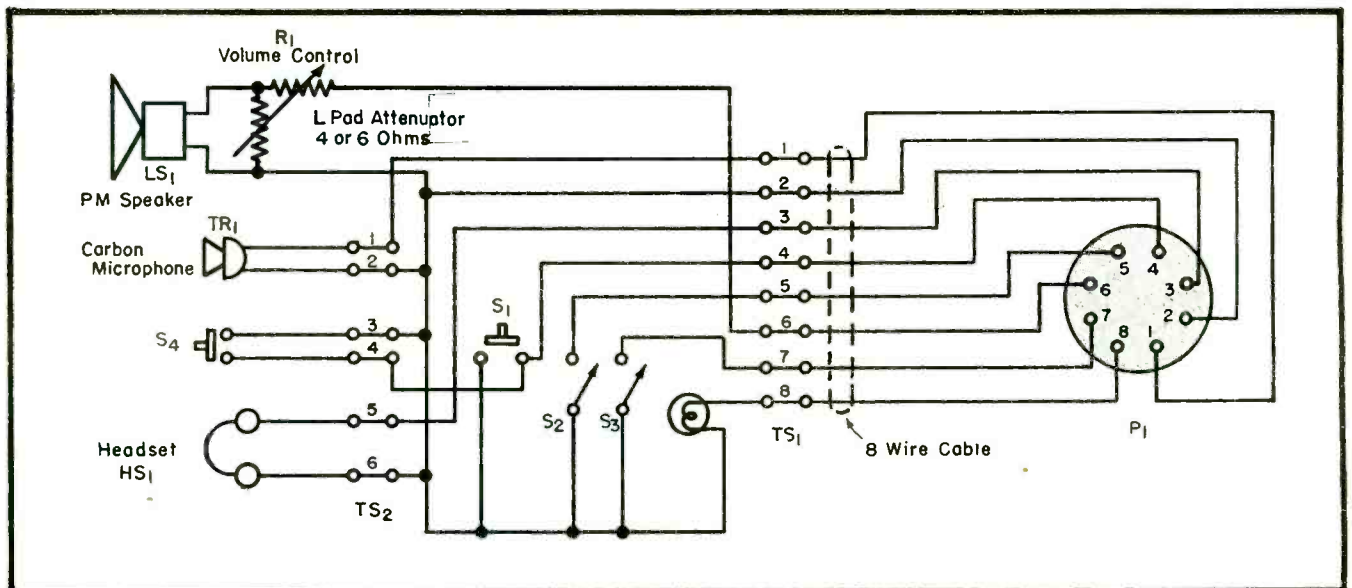 R1
Volume Control
L Pad Attenuator
4 or 6 Ohms
LS1
PM Speaker
TR1
Carbon
Microphone
1
2
S4
3
4
S1
5
6
Headset
HS1
TS2
S2
S3
1
2
3
4
5
6
7
8
TS1
8 Wire Cable
5
4
6
3
7
2
8
1
P1